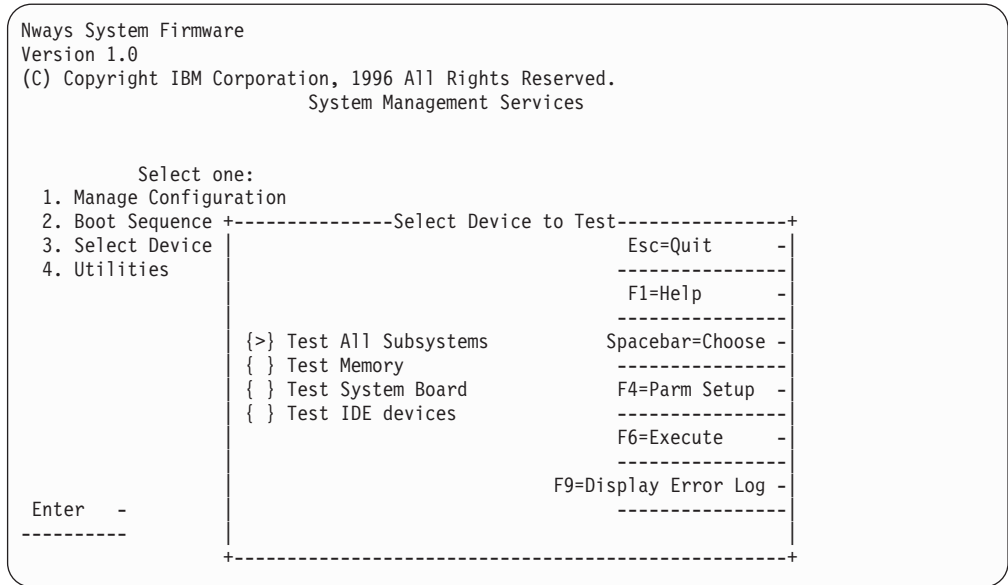 Nways System Firmware
Version 1.0
(C) Copyright IBM Corporation, 1996 All Rights Reserved.
System Management Services
Select one:
1. Manage Configuration
2. Boot Sequence +---------------Select Device to Test----------------+
3. Select Device | Esc=Quit -|
4. Utilities | ----------------|
| F1=Help -|
| ----------------|
| {>} Test All Subsystems Spacebar=Choose -|
| { } Test Memory ----------------|
| { } Test System Board F4=Parm Setup -|
| { } Test IDE devices ----------------|
| F6=Execute -|
| ----------------|
| F9=Display Error Log -|
Enter - | ----------------|
---------- | |
+-----------------------------------------------------+